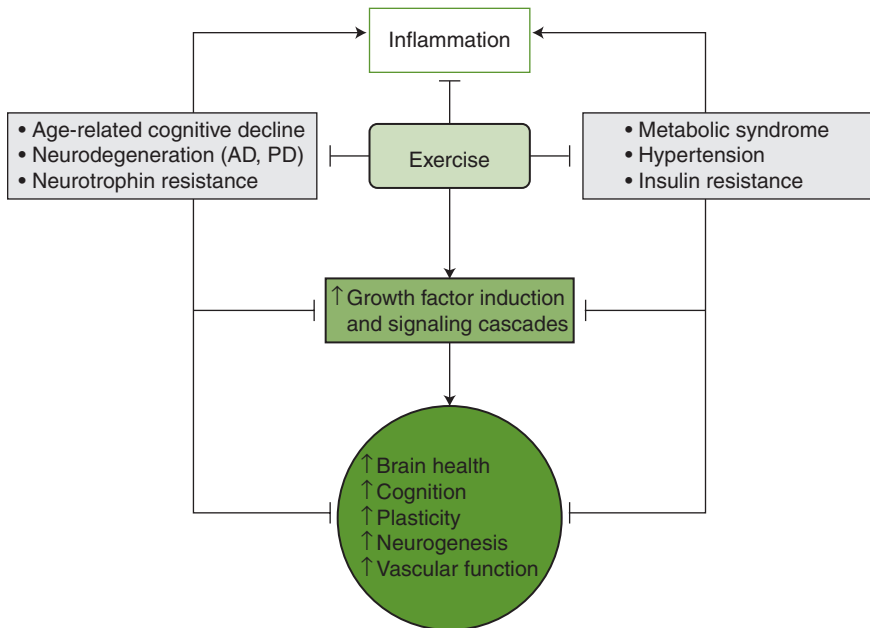 Inflammation
• Age-related cognitive decline
• Neurodegeneration (AD, PD)
• Neurotrophin resistance
Exercise
• Metabolic syndrome
• Hypertension
• Insulin resistance
↑ Growth factor induction
and signaling cascades
↑ Brain health
↑ Cognition
↑ Plasticity
↑ Neurogenesis
↑ Vascular function